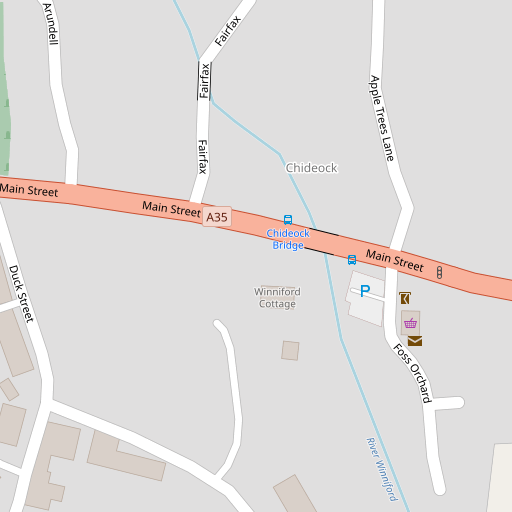 Arundell
Fairfax
Fairfax
Fairfax
Apple Trees Lane
Chideock
Main Street
Main Street
A35
Chideock
Bridge
Main Street
Duck Street
P
Winniford
Cottage
Foss Orchard
River Winniford